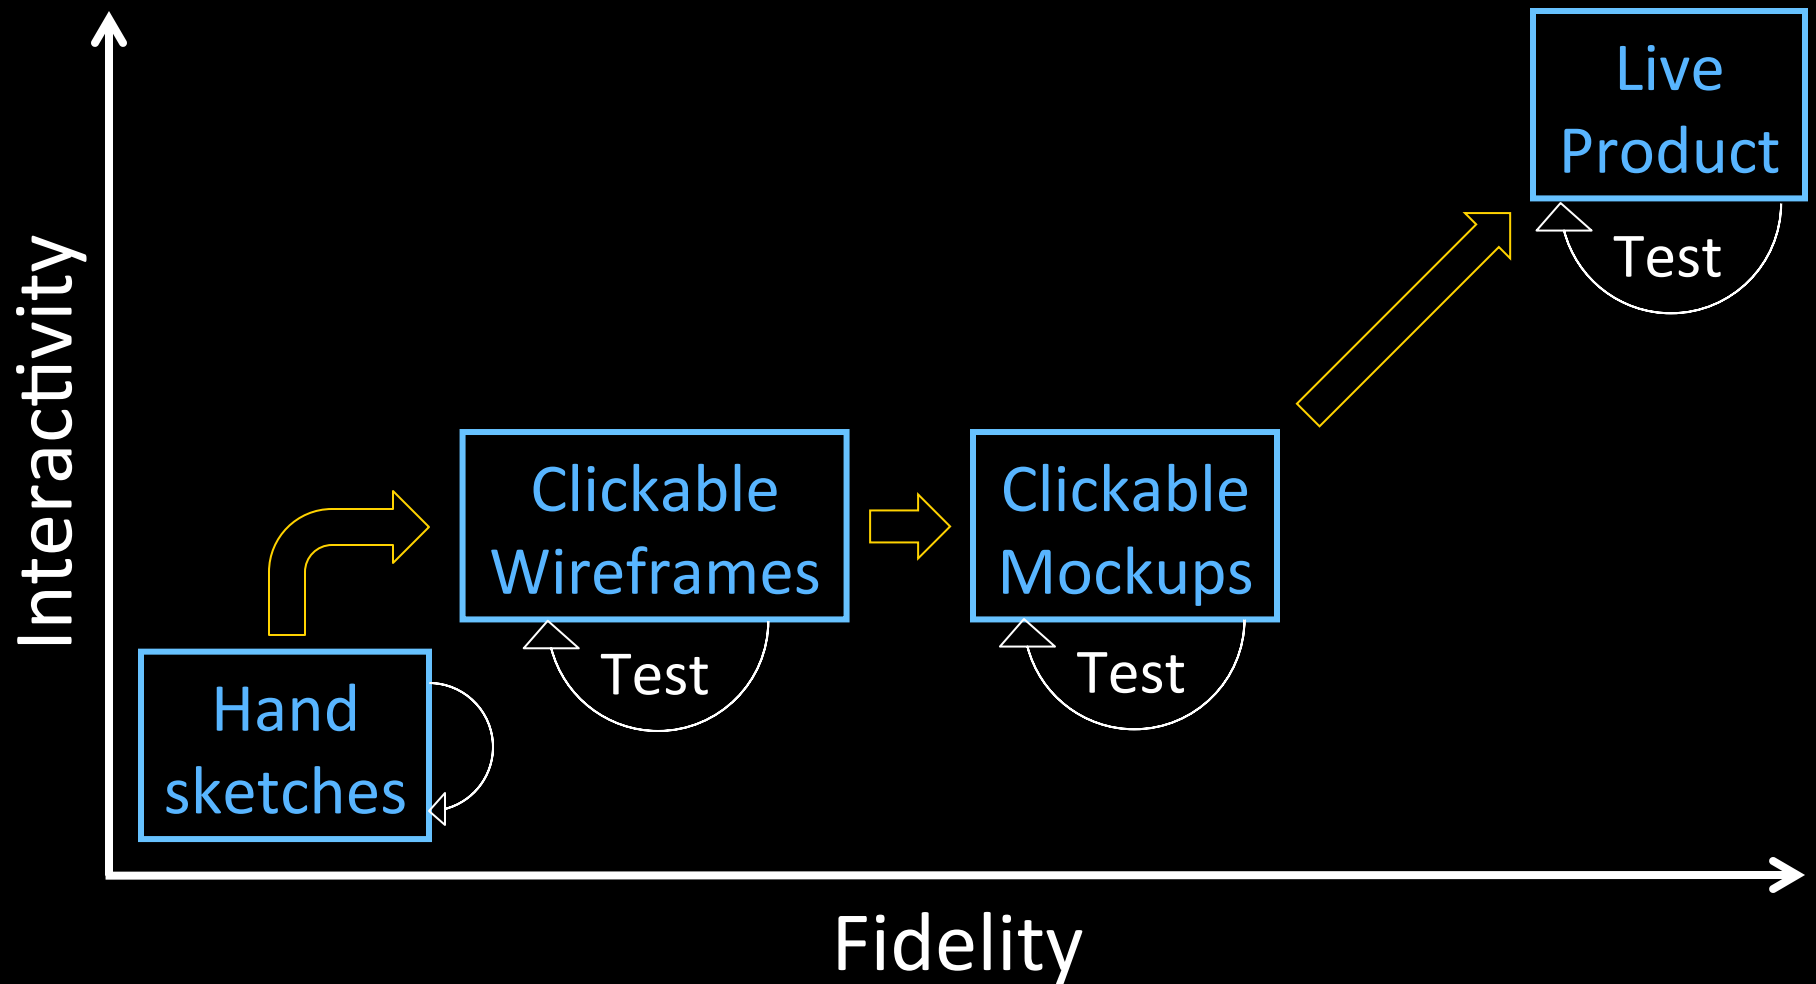 Live
Product
Test
Interactivity
Clickable
Wireframes
Test
Clickable
Mockups
Test
Hand
sketches
Fidelity